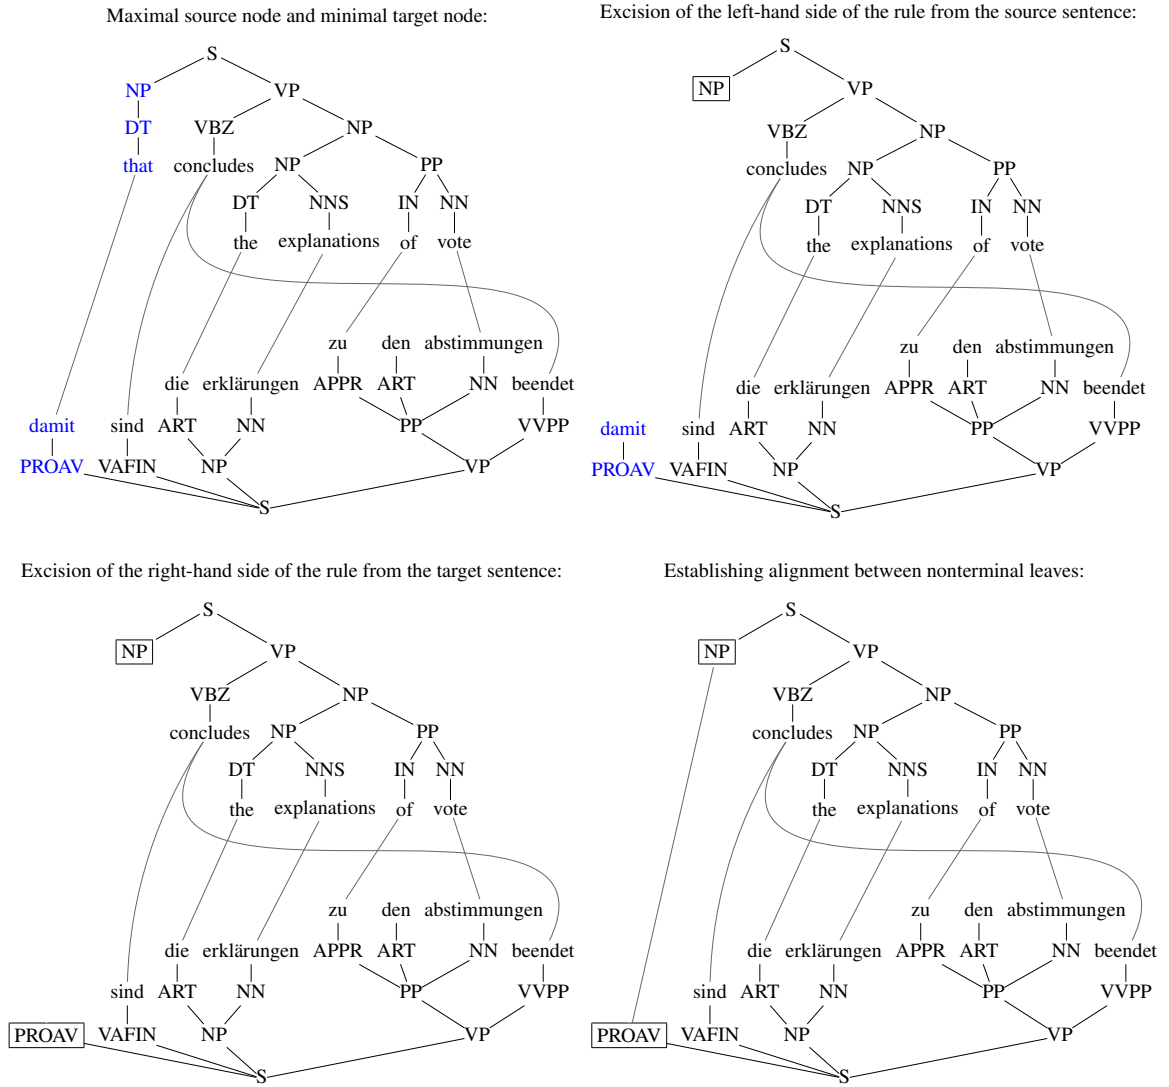 Maximal source node and minimal target node:
S
NP VP
DT VBZ NP
that concludes NP PP
DT NNS IN NN
the explanations of vote
zu den abstimmungen
die erklärungen APPR ART NN beendet
damit sind ART NN PP VVPP
PROAV VAFIN NP VP
S
Excision of the left-hand side of the rule from the source sentence:
S
NP VP
VBZ NP
concludes NP PP
DT NNS IN NN
the explanations of vote
zu den abstimmungen
die erklärungen APPR ART NN beendet
damit sind ART NN PP VVPP
PROAV VAFIN NP VP
S
Excision of the right-hand side of the rule from the target sentence:
S
NP VP
VBZ NP
concludes NP PP
DT NNS IN NN
the explanations of vote
zu den abstimmungen
die erklärungen APPR ART NN beendet
sind ART NN PP VVPP
PROAV VAFIN NP VP
S
Establishing alignment between nonterminal leaves:
S
NP VP
VBZ NP
concludes NP PP
DT NNS IN NN
the explanations of vote
zu den abstimmungen
die erklärungen APPR ART NN beendet
sind ART NN PP VVPP
PROAV VAFIN NP VP
S